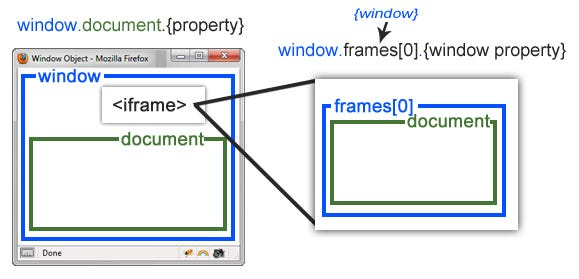 window.document.{property}
{window}
window.frames[0].{window property}
Window Object - Mozilla Firefox
window
<iframe>
document
Done
frames[0]
document